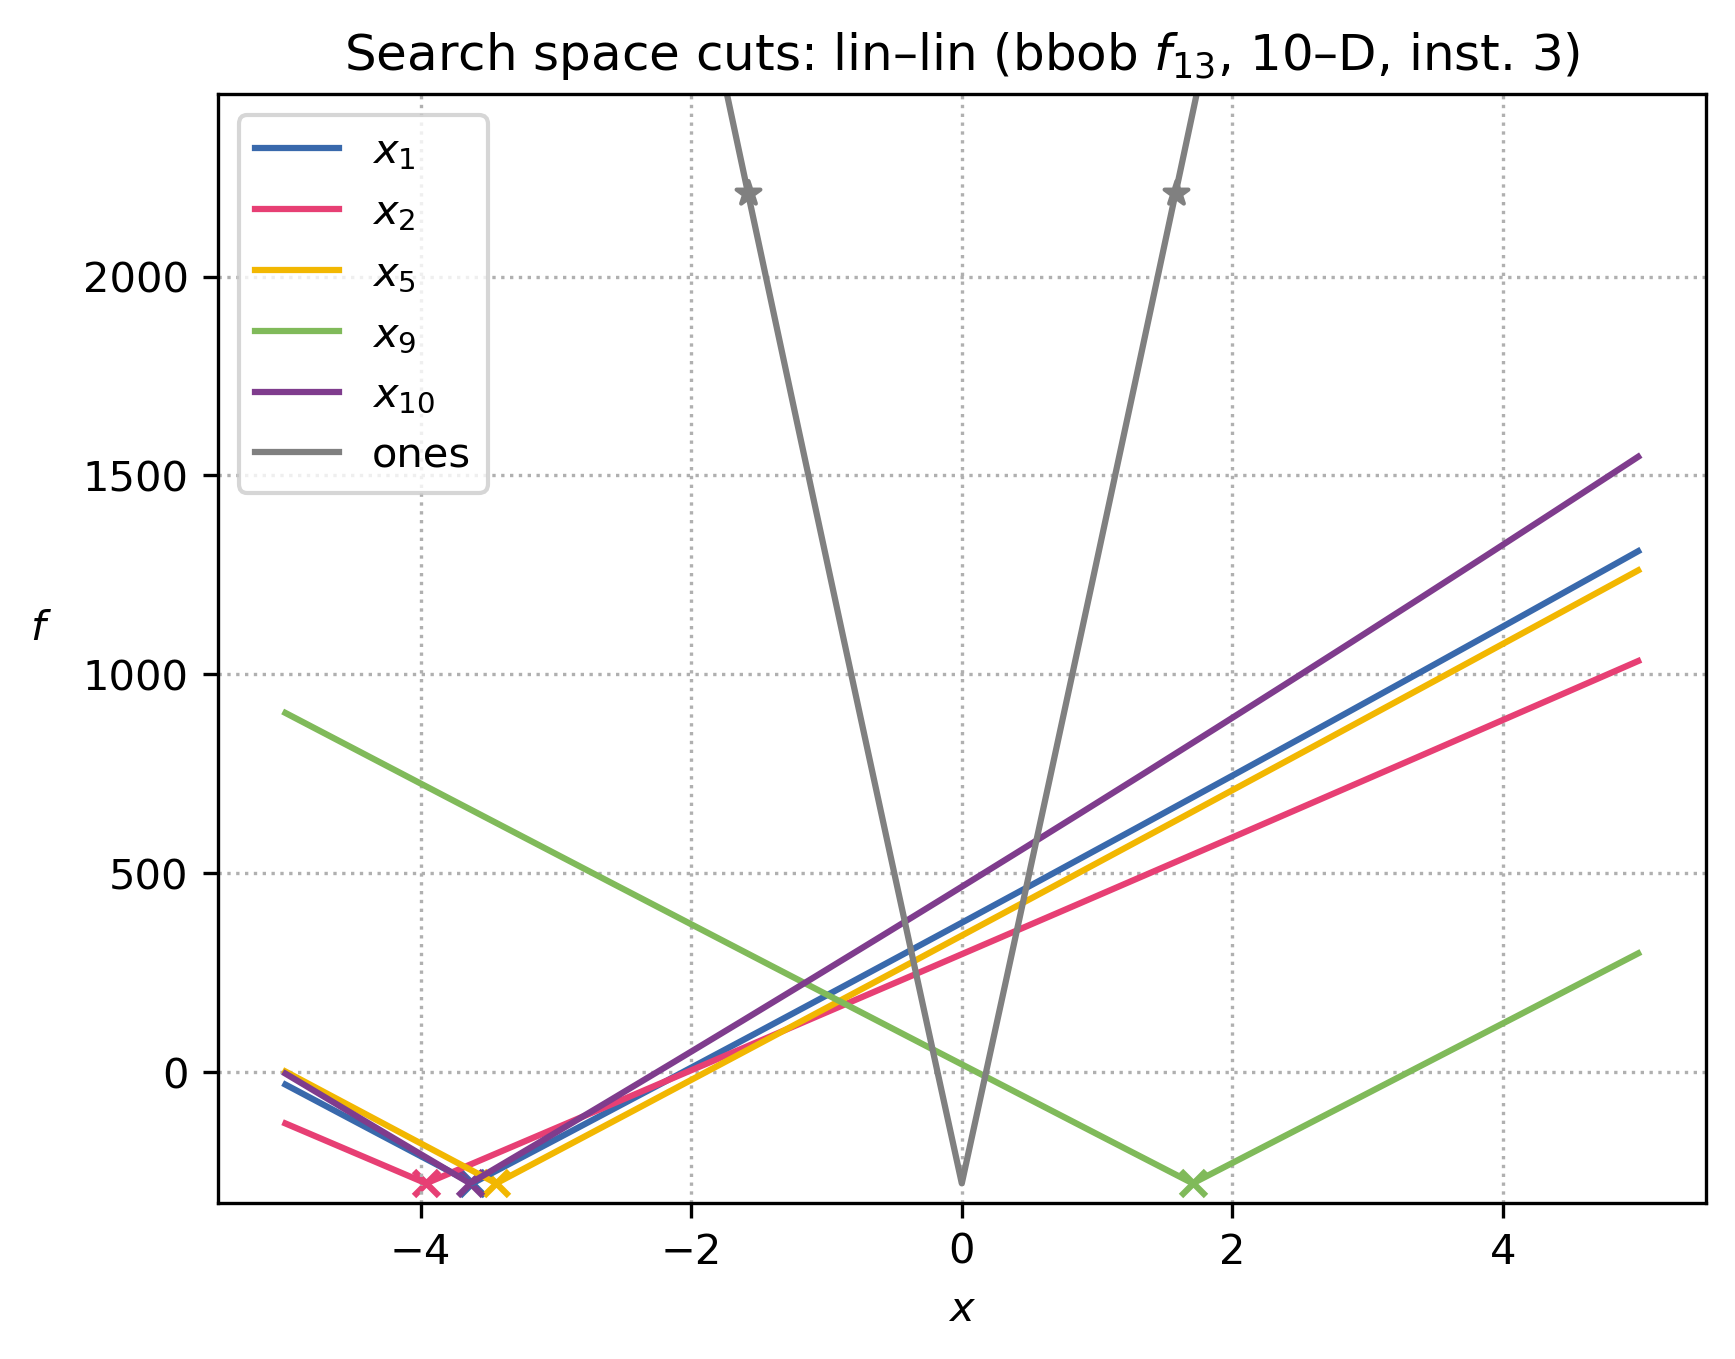 Search space cuts: lin–lin (bbob f₁₃, 10–D, inst. 3)
x₁
x₂
x₅
x₉
x₁₀
ones
2000
1500
1000
500
0
f
−4
−2
0
2
4
x